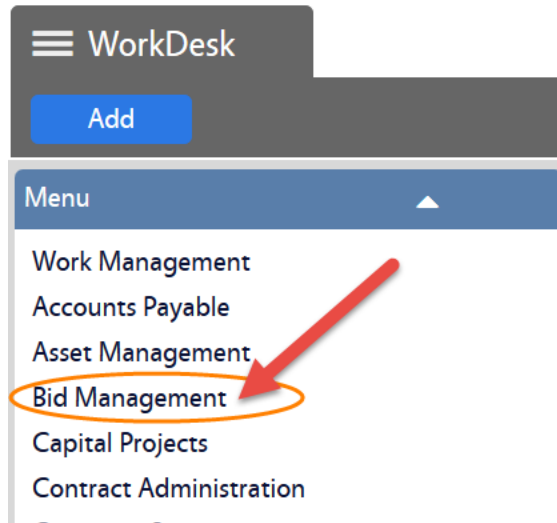 WorkDesk
Add
Menu
Work Management
Accounts Payable
Asset Management
Bid Management
Capital Projects
Contract Administration